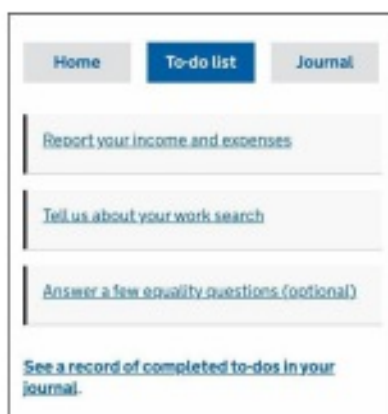 Home To-do list Journal
Report your income and expenses
Tell us about your work search
Answer a few equality questions (optional)
See a record of completed to-dos in your
journal.